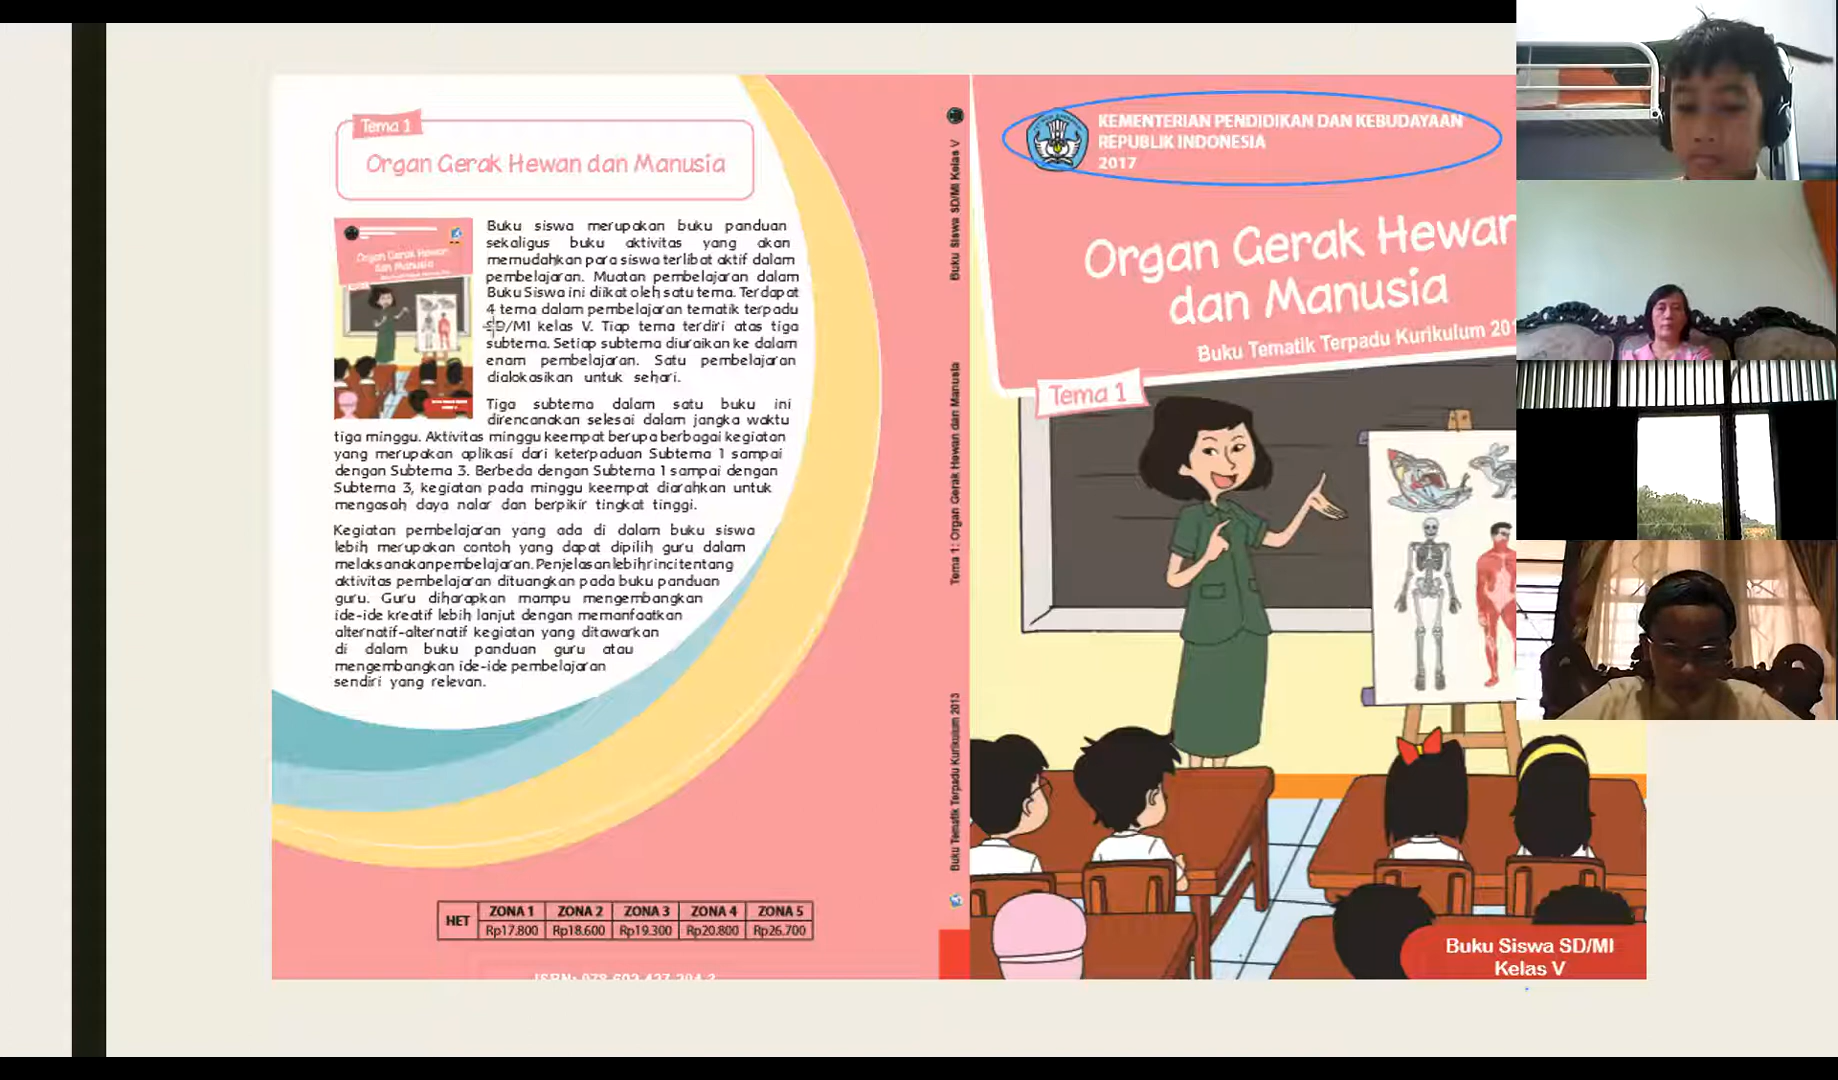 Tema 1
Organ Gerak Hewan dan Manusia
Buku siswa merupakan buku panduan
sekaligus buku aktivitas yang akan
memudahkan para siswa terlibat aktif dalam
pembelajaran. Muatan pembelajaran dalam
Buku Siswa ini diikat oleh satu tema. Terdapat
4 tema dalam pembelajaran tematik terpadu
SD/MI kelas V. Tiap tema terdiri atas tiga
subtema. Setiap subtema diuraikan ke dalam
enam pembelajaran. Satu pembelajaran
dialokasikan untuk sehari.
Tiga subtema dalam satu buku ini
direncanakan selesai dalam jangka waktu
tiga minggu. Aktivitas minggu keempat berupa berbagai kegiatan
yang merupakan aplikasi dari keterpaduan Subtema 1 sampai
dengan Subtema 3. Berbeda dengan Subtema 1 sampai dengan
Subtema 3, kegiatan pada minggu keempat diarahkan untuk
mengasah daya nalar dan berpikir tingkat tinggi.
Kegiatan pembelajaran yang ada di dalam buku siswa
lebih merupakan contoh yang dapat dipilih guru dalam
melaksanakan pembelajaran. Penjelasan lebih rinci tentang
aktivitas pembelajaran dituangkan pada buku panduan
guru. Guru diharapkan mampu mengembangkan
ide-ide kreatif lebih lanjut dengan memanfaatkan
alternatif-alternatif kegiatan yang ditawarkan
di dalam buku panduan guru atau
mengembangkan ide-ide pembelajaran
sendiri yang relevan.
Organ Gerak Hewan
dan Manusia
HET ZONA 1 ZONA 2 ZONA 3 ZONA 4 ZONA 5
Rp17.800 Rp18.600 Rp19.300 Rp20.800 Rp26.700
Buku Siswa SD/MI Kelas V
Tema 1: Organ Gerak Hewan dan Manusia
Buku Tematik Terpadu Kurikulum 2013
KEMENTERIAN PENDIDIKAN DAN KEBUDAYAAN
REPUBLIK INDONESIA
2017
Organ Gerak Hewan
dan Manusia
Buku Tematik Terpadu Kurikulum 201
Tema 1
Buku Siswa SD/MI
Kelas V